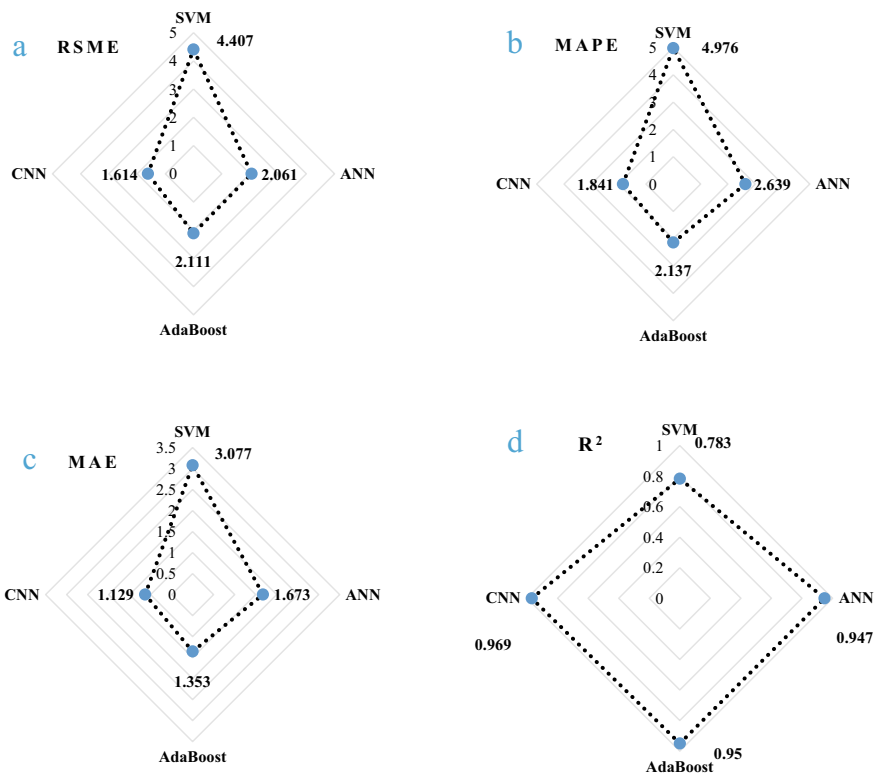 a RSME
SVM
5
4.407
4
3
2
1
0
CNN
1.614
2.061
ANN
2.111
AdaBoost
b MAPE
SVM
5
4.976
4
3
2
1
0
CNN
1.841
2.639
ANN
2.137
AdaBoost
c MAE
SVM
3.5
3.077
3
2.5
2
1.5
1
0.5
0
CNN
1.129
1.673
ANN
1.353
AdaBoost
d R²
SVM
1
0.783
0.8
0.6
0.4
0.2
0
CNN
0.969
ANN
0.947
AdaBoost
0.95